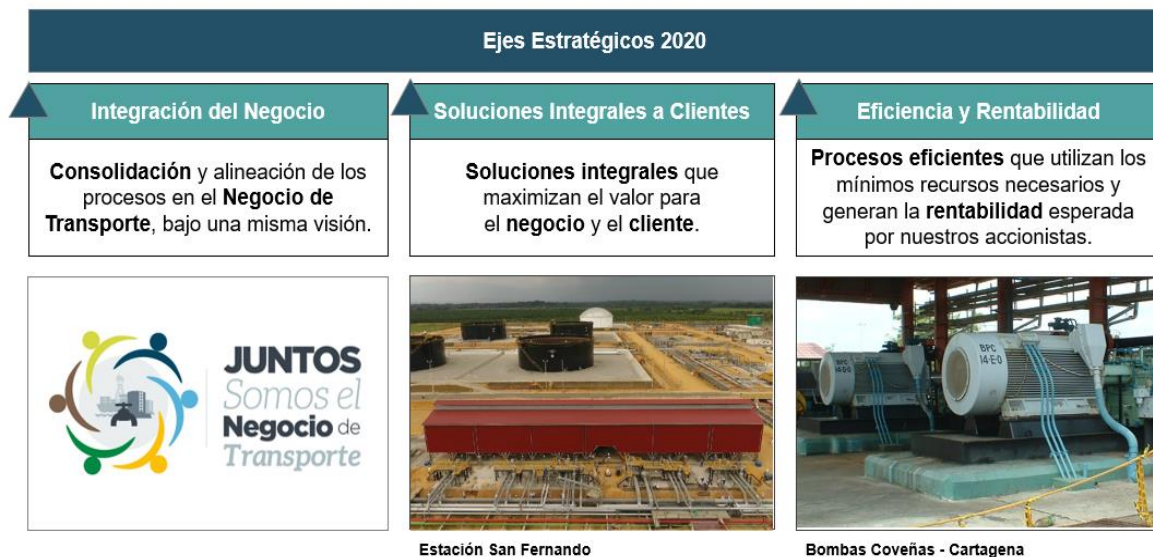 Ejes Estratégicos 2020
Integración del Negocio
Consolidación y alineación de los
procesos en el Negocio de
Transporte, bajo una misma visión.
Soluciones Integrales a Clientes
Soluciones integrales que
maximizan el valor para
el negocio y el cliente.
Eficiencia y Rentabilidad
Procesos eficientes que utilizan los
mínimos recursos necesarios y
generan la rentabilidad esperada
por nuestros accionistas.
JUNTOS
Somos el
Negocio de
Transporte
BPC
14-E-0
Estación San Fernando
Bombas Coveñas - Cartagena